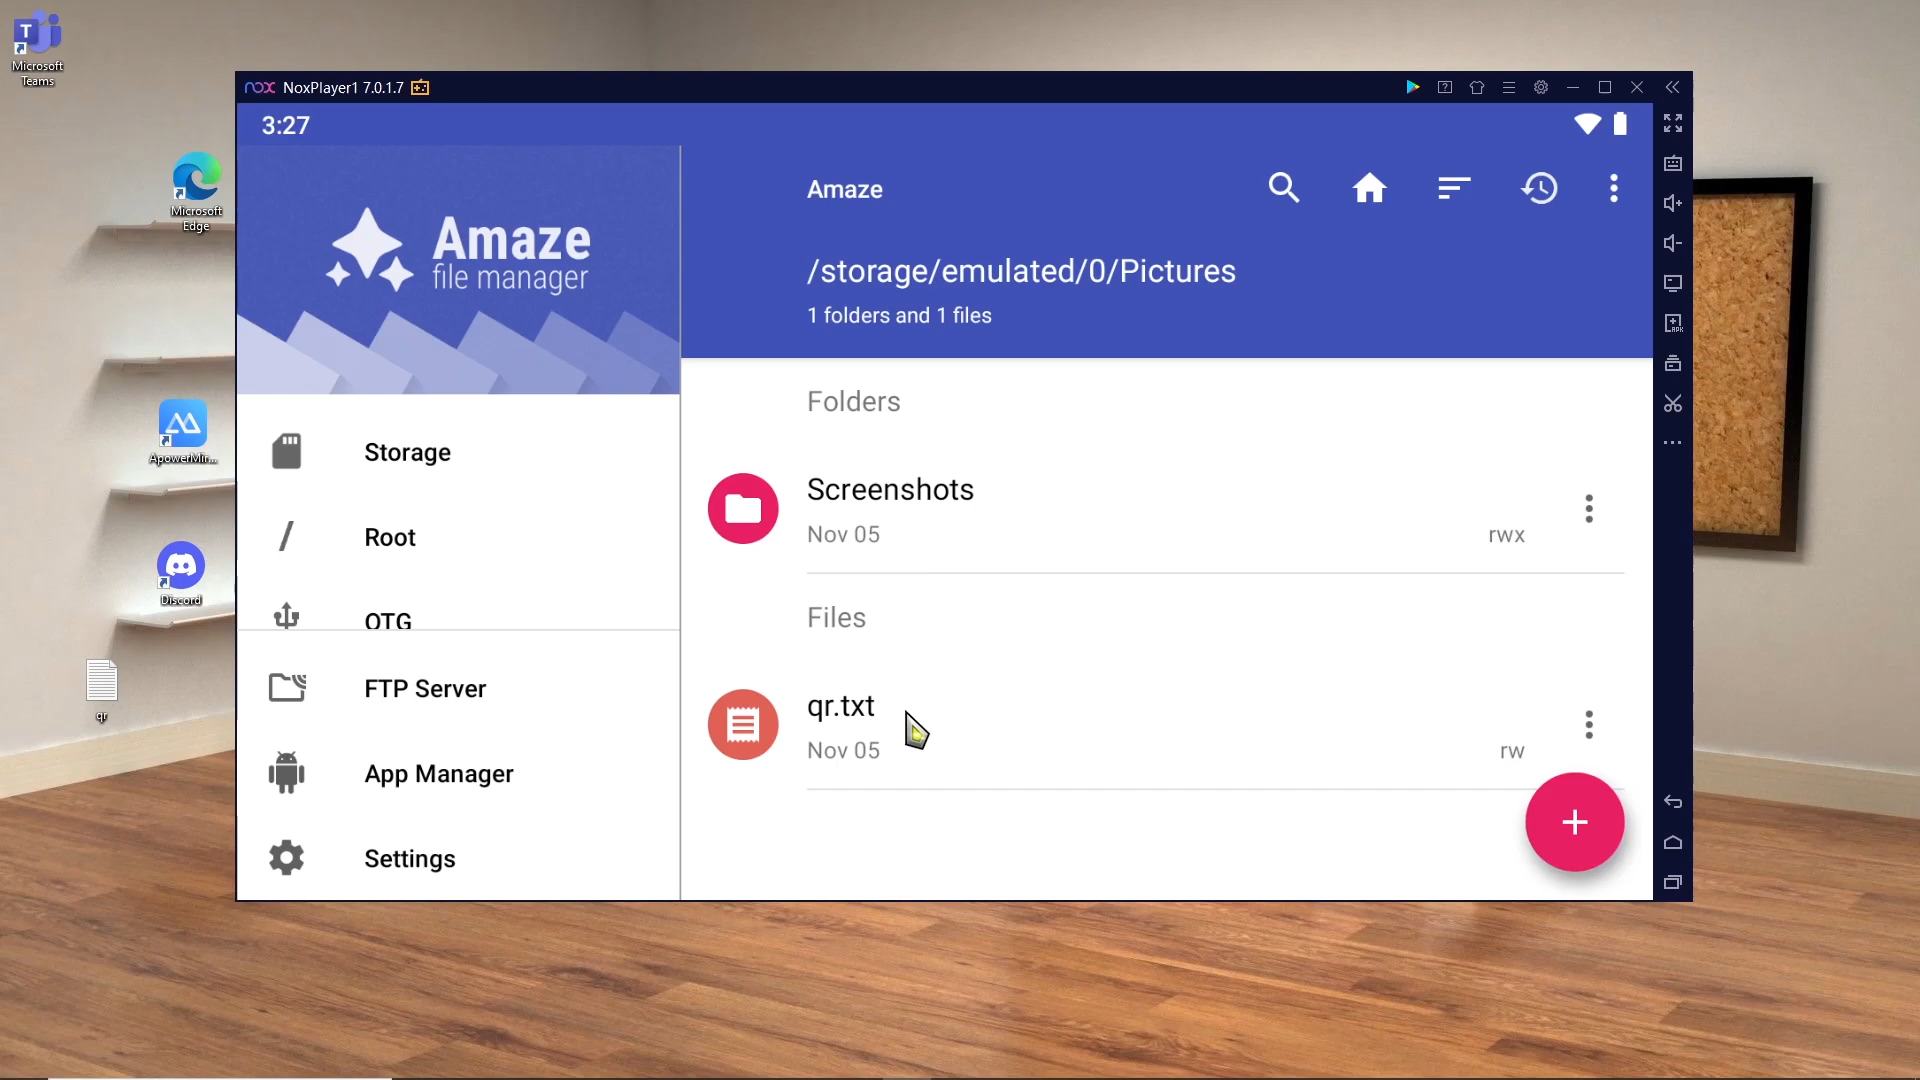 Microsoft
Teams
nox NoxPlayer1 7.0.1.7
3:27
Microsoft
Edge
Amaze
file manager
Amaze
/storage/emulated/0/Pictures
1 folders and 1 files
Folders
Storage
Screenshots
Nov 05
rwx
ApowerMir...
Root
Discord
OTG
Files
FTP Server
qr.txt
Nov 05
rw
qr
App Manager
Settings
APK